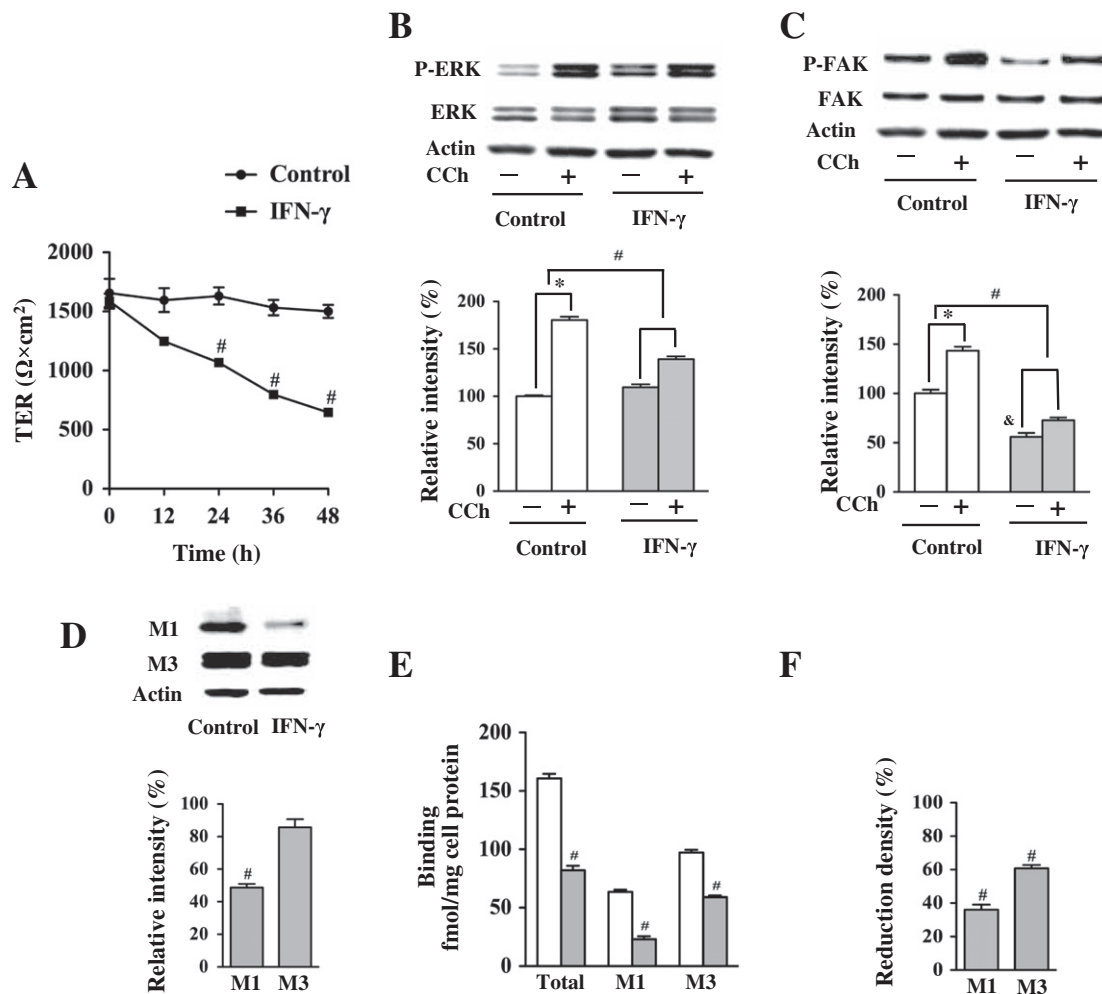 A
Control
IFN-γ
TER (Ω×cm²)
2000
1500
1000
500
0
# # #
0 12 24 36 48
Time (h)
B
P-ERK
ERK
Actin
CCh − + − +
Control IFN-γ
Relative intensity (%)
200
150
100
50
0
#
*
CCh − + − +
Control IFN-γ
C
P-FAK
FAK
Actin
CCh − + − +
Control IFN-γ
Relative intensity (%)
200
150
100
50
0
#
*
&
CCh − + − +
Control IFN-γ
D
M1
M3
Actin
Control IFN-γ
Relative intensity (%)
100
80
60
40
20
0
#
M1 M3
E
Binding
fmol/mg cell protein
200
150
100
50
0
# # #
Total M1 M3
F
Reduction density (%)
0
20
40
60
40
60
80
100
# #
M1 M3